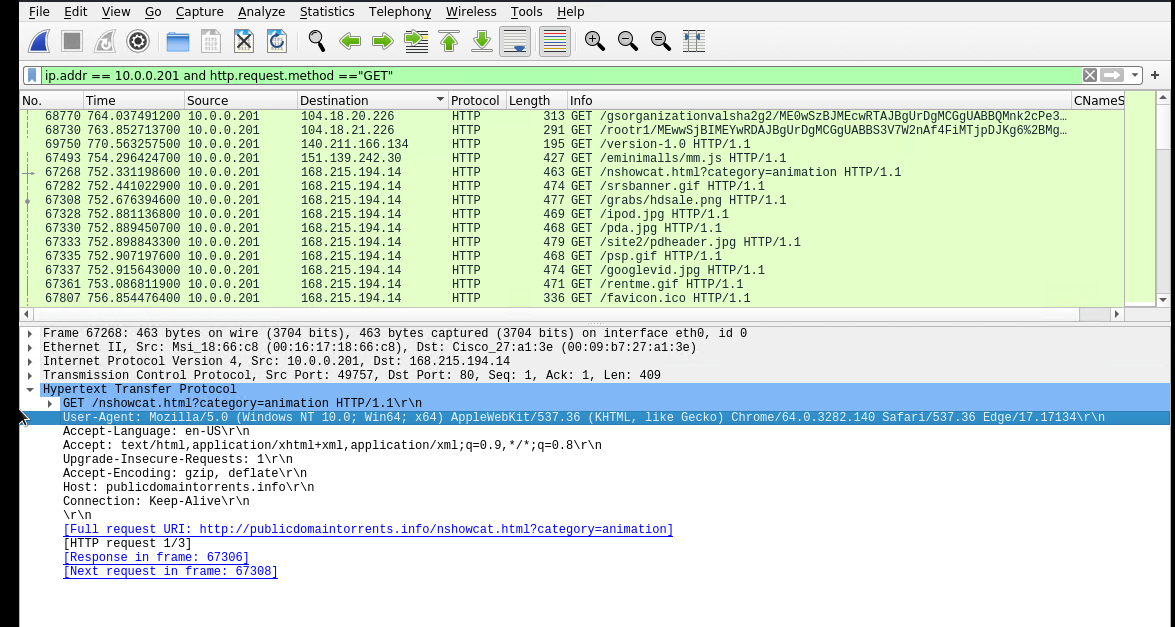 File Edit View Go Capture Analyze Statistics Telephony Wireless Tools Help
ip.addr == 10.0.0.201 and http.request.method =="GET"
No. Time Source Destination Protocol Length Info CNameS
68770 764.037491200 10.0.0.201 104.18.20.226 HTTP 313 GET /gsorganizationvalsha2g2/ME0wSzBJMEcwRTAJBgUrDgMCGgUABBQMnk2cPe3…
68730 763.852713700 10.0.0.201 104.18.21.226 HTTP 291 GET /rootr1/MEwwSjBIMEYwRDAJBgUrDgMCGgUABBS3V7W2nAf4FiMTjpDJKg6%2BMg…
69750 770.563257500 10.0.0.201 140.211.166.134 HTTP 195 GET /version-1.0 HTTP/1.1
67493 754.296424700 10.0.0.201 151.139.242.30 HTTP 427 GET /eminimalls/mm.js HTTP/1.1
67268 752.331198600 10.0.0.201 168.215.194.14 HTTP 463 GET /nshowcat.html?category=animation HTTP/1.1
67282 752.441022900 10.0.0.201 168.215.194.14 HTTP 474 GET /srsbanner.gif HTTP/1.1
67308 752.676394600 10.0.0.201 168.215.194.14 HTTP 477 GET /grabs/hdsale.png HTTP/1.1
67328 752.881136800 10.0.0.201 168.215.194.14 HTTP 469 GET /ipod.jpg HTTP/1.1
67330 752.889450700 10.0.0.201 168.215.194.14 HTTP 468 GET /pda.jpg HTTP/1.1
67333 752.898843300 10.0.0.201 168.215.194.14 HTTP 479 GET /site2/pdheader.jpg HTTP/1.1
67335 752.907197600 10.0.0.201 168.215.194.14 HTTP 468 GET /psp.gif HTTP/1.1
67337 752.915643000 10.0.0.201 168.215.194.14 HTTP 474 GET /googlevid.jpg HTTP/1.1
67361 753.086811900 10.0.0.201 168.215.194.14 HTTP 471 GET /rentme.gif HTTP/1.1
67807 756.854476400 10.0.0.201 168.215.194.14 HTTP 336 GET /favicon.ico HTTP/1.1
Frame 67268: 463 bytes on wire (3704 bits), 463 bytes captured (3704 bits) on interface eth0, id 0
Ethernet II, Src: Msi_18:66:c8 (00:16:17:18:66:c8), Dst: Cisco_27:a1:3e (00:09:b7:27:a1:3e)
Internet Protocol Version 4, Src: 10.0.0.201, Dst: 168.215.194.14
Transmission Control Protocol, Src Port: 49757, Dst Port: 80, Seq: 1, Ack: 1, Len: 409
Hypertext Transfer Protocol
GET /nshowcat.html?category=animation HTTP/1.1\r\n
User-Agent: Mozilla/5.0 (Windows NT 10.0; Win64; x64) AppleWebKit/537.36 (KHTML, like Gecko) Chrome/64.0.3282.140 Safari/537.36 Edge/17.17134\r\n
Accept-Language: en-US\r\n
Accept: text/html,application/xhtml+xml,application/xml;q=0.9,*/*;q=0.8\r\n
Upgrade-Insecure-Requests: 1\r\n
Accept-Encoding: gzip, deflate\r\n
Host: publicdomaintorrents.info\r\n
Connection: Keep-Alive\r\n
\r\n
[Full request URI: http://publicdomaintorrents.info/nshowcat.html?category=animation]
[HTTP request 1/3]
[Response in frame: 67306]
[Next request in frame: 67308]